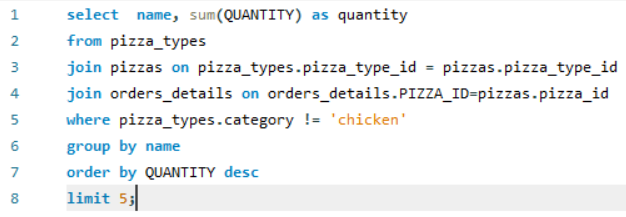 1 select name, sum(QUANTITY) as quantity
2 from pizza_types
3 join pizzas on pizza_types.pizza_type_id = pizzas.pizza_type_id
4 join orders_details on orders_details.PIZZA_ID=pizzas.pizza_id
5 where pizza_types.category != 'chicken'
6 group by name
7 order by QUANTITY desc
8 limit 5;